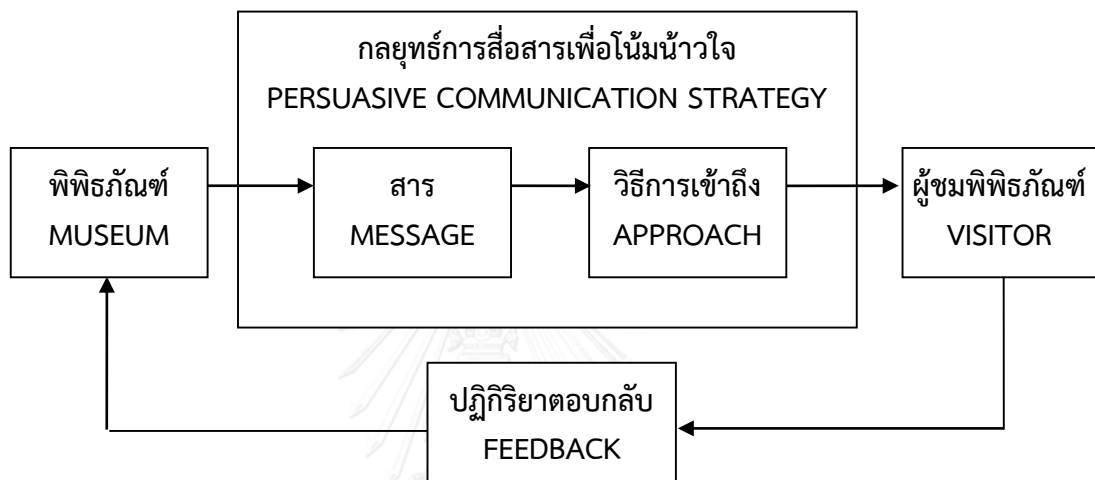 กลยุทธ์การสื่อสารเพื่อโน้มน้าวใจ
PERSUASIVE COMMUNICATION STRATEGY
พิพิธภัณฑ์
MUSEUM
สาร
MESSAGE
วิธีการเข้าถึง
APPROACH
ผู้ชมพิพิธภัณฑ์
VISITOR
ปฏิกิริยาตอบกลับ
FEEDBACK